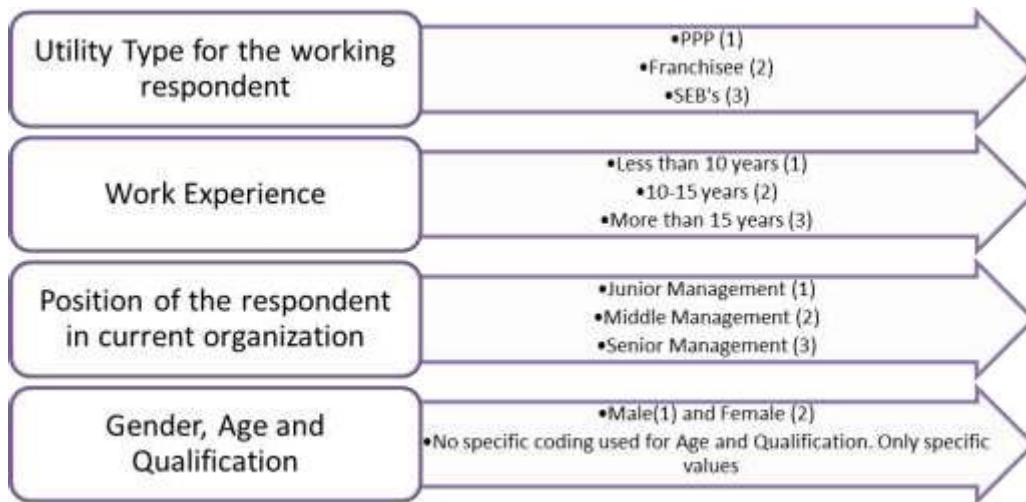 Utility Type for the working
respondent
•PPP (1)
•Franchisee (2)
•SEB's (3)
Work Experience
•Less than 10 years (1)
•10-15 years (2)
•More than 15 years (3)
Position of the respondent
in current organization
•Junior Management (1)
•Middle Management (2)
•Senior Management (3)
Gender, Age and
Qualification
•Male(1) and Female (2)
•No specific coding used for Age and Qualification. Only specific
values